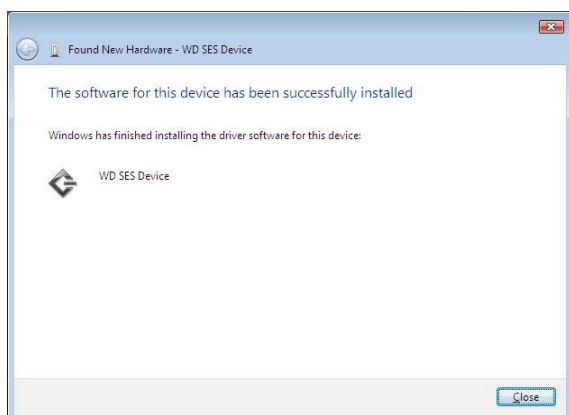 Found New Hardware - WD SES Device
The software for this device has been successfully installed
Windows has finished installing the driver software for this device:
WD SES Device
Close